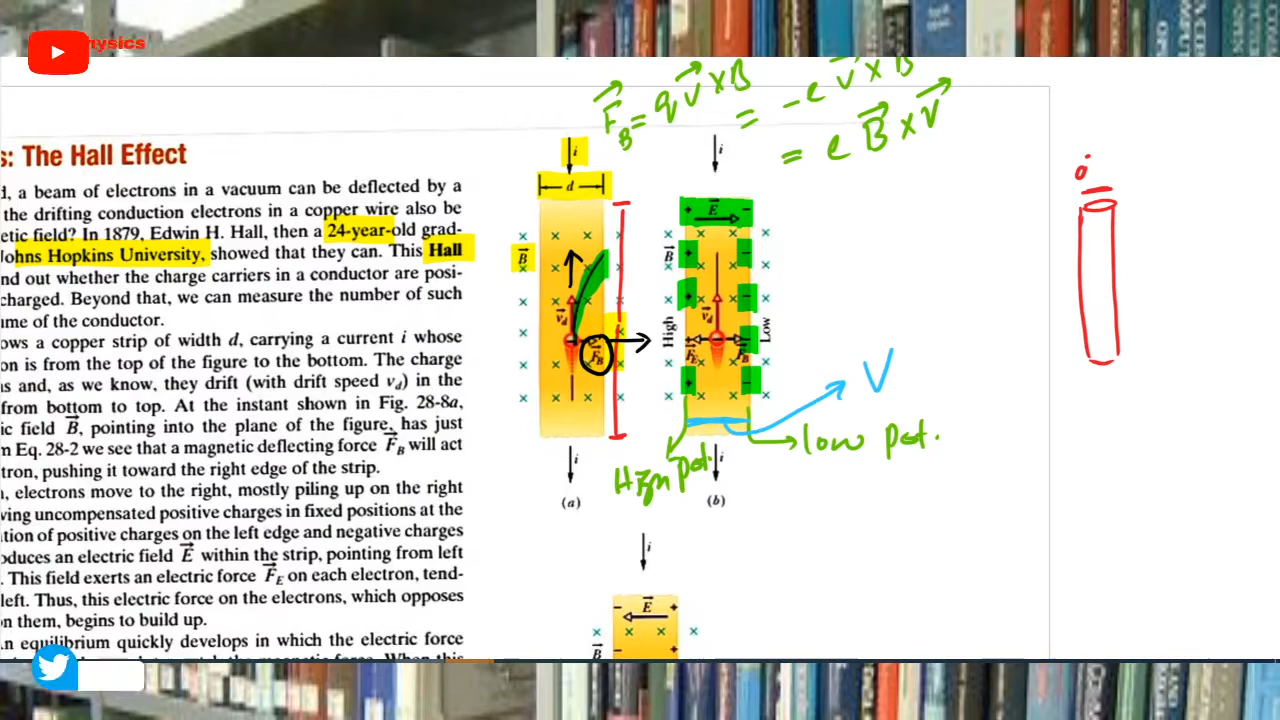 hysics
s: The Hall Effect
d, a beam of electrons in a vacuum can be deflected by a
the drifting conduction electrons in a copper wire also be
etic field? In 1879, Edwin H. Hall, then a 24-year-old grad-
Johns Hopkins University, showed that they can. This Hall
nd out whether the charge carriers in a conductor are posi-
charged. Beyond that, we can measure the number of such
ume of the conductor.
ows a copper strip of width d, carrying a current i whose
on is from the top of the figure to the bottom. The charge
s and, as we know, they drift (with drift speed vd) in the
from bottom to top. At the instant shown in Fig. 28-8a,
ic field B⃗, pointing into the plane of the figure, has just
n Eq. 28-2 we see that a magnetic deflecting force F⃗B will act
tron, pushing it toward the right edge of the strip.
, electrons move to the right, mostly piling up on the right
ving uncompensated positive charges in fixed positions at the
tion of positive charges on the left edge and negative charges
oduces an electric field E⃗ within the strip, pointing from left
. This field exerts an electric force F⃗E on each electron, tend-
left. Thus, this electric force on the electrons, which opposes
on them, begins to build up.
n equilibrium quickly develops in which the electric force
F⃗B = q v⃗ × B = -e v⃗ × B
= e B⃗ × v⃗
i
d
B⃗
v⃗d
F⃗B
i
(a)
i
+ E⃗ -
B⃗
High
Low
v⃗d
F⃗E
F⃗B
i
(b)
High pot.
low pot.
V
i
i
- E⃗ +
B⃗